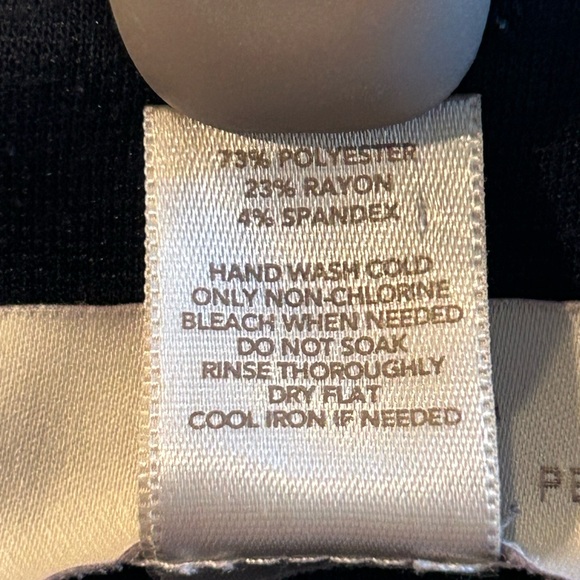 73% POLYESTER
23% RAYON
4% SPANDEX
HAND WASH COLD
ONLY NON-CHLORINE
BLEACH WHEN NEEDED
DO NOT SOAK
RINSE THOROUGHLY
DRY FLAT
COOL IRON IF NEEDED
PE